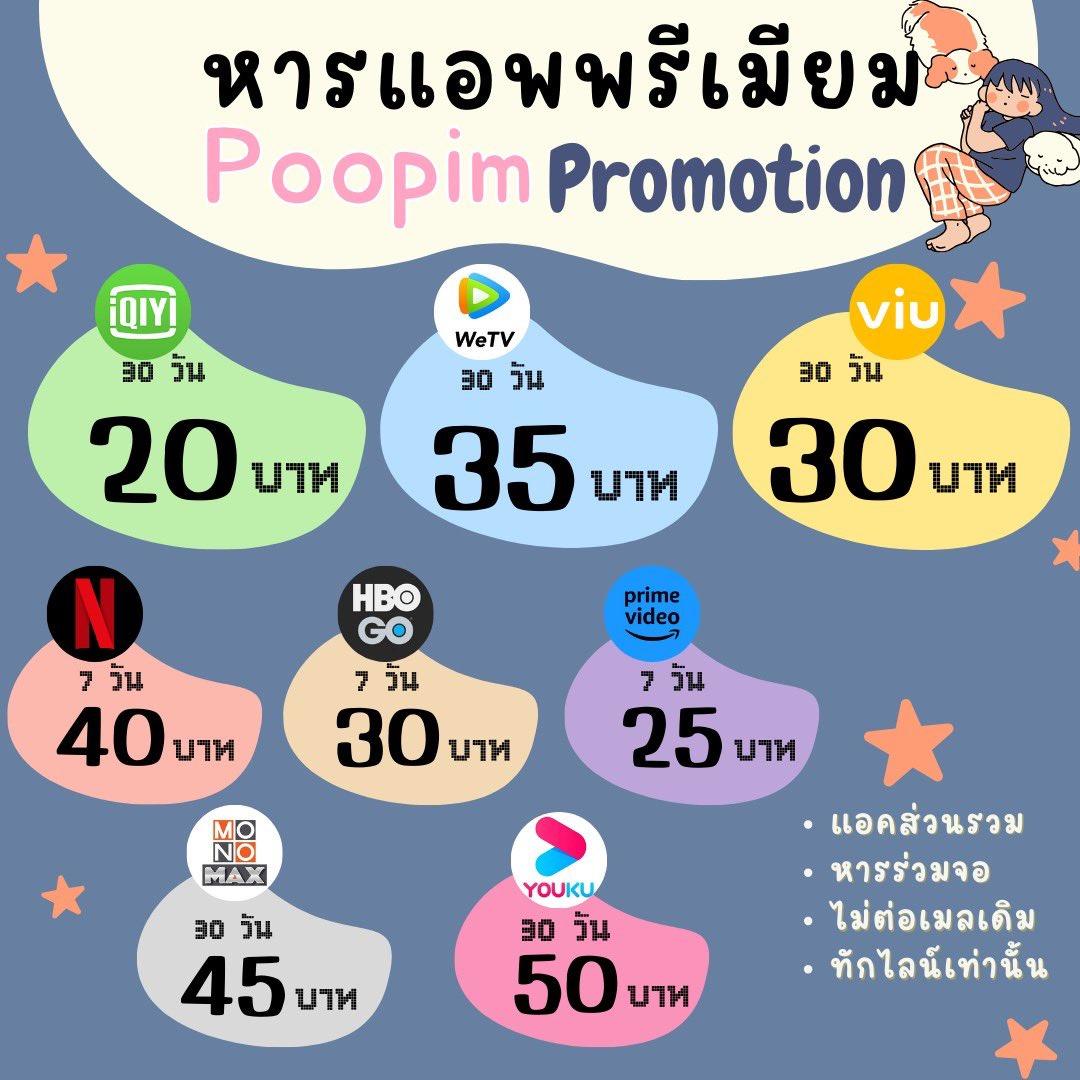 หารแอพพรีเมียม
Poopim Promotion
iQIYI
30 วัน
20 บาท
WeTV
30 วัน
35 บาท
viu
30 วัน
30 บาท
N
7 วัน
40 บาท
HBO
GO
7 วัน
30 บาท
prime
video
7 วัน
25 บาท
MO
NO
MAX
30 วัน
45 บาท
YOUKU
30 วัน
50 บาท
• แอคส่วนรวม
• หารร่วมจอ
• ไม่ต่อเมลเดิม
• ทักไลน์เท่านั้น